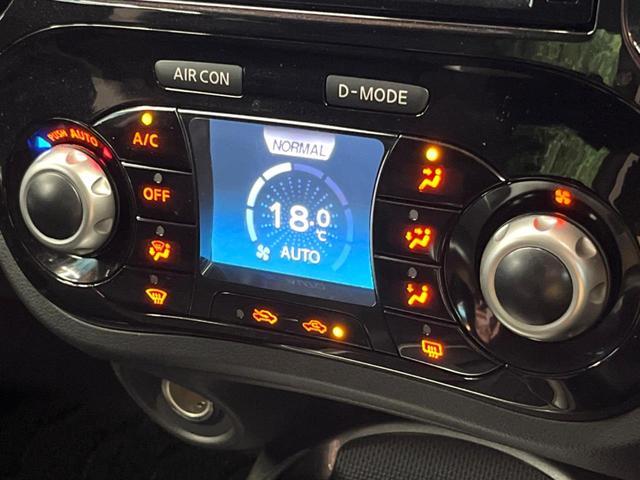 AIR CON
D-MODE
PUSH AUTO
A/C
NORMAL
OFF
18.0
°C
AUTO